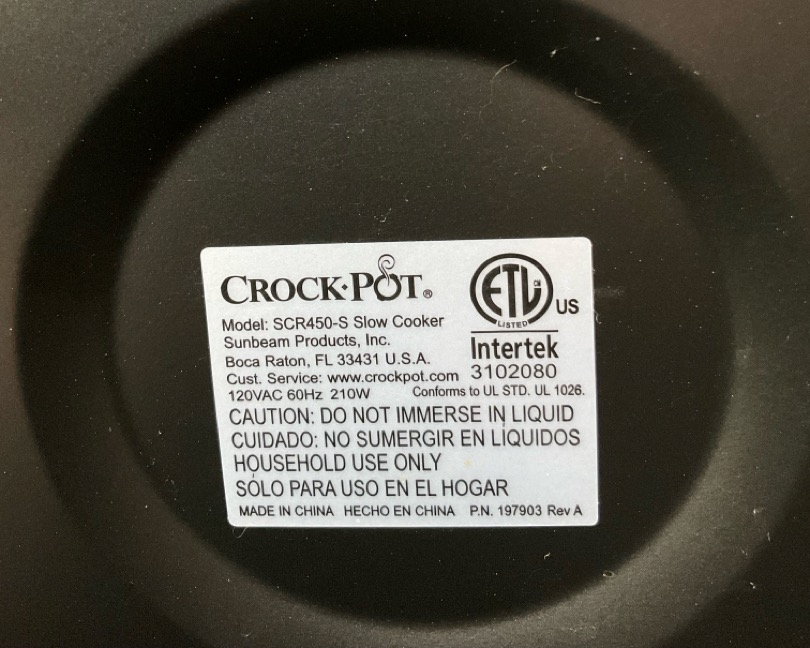 CROCK·POT®
Model: SCR450-S Slow Cooker
Sunbeam Products, Inc.
Boca Raton, FL 33431 U.S.A.
Cust. Service: www.crockpot.com
120VAC 60Hz 210W
ETL CM US
LISTED
Intertek
3102080
Conforms to UL STD. UL 1026.
CAUTION: DO NOT IMMERSE IN LIQUID
CUIDADO: NO SUMERGIR EN LÍQUIDOS
HOUSEHOLD USE ONLY
SÓLO PARA USO EN EL HOGAR
MADE IN CHINA HECHO EN CHINA P.N. 197903 Rev A